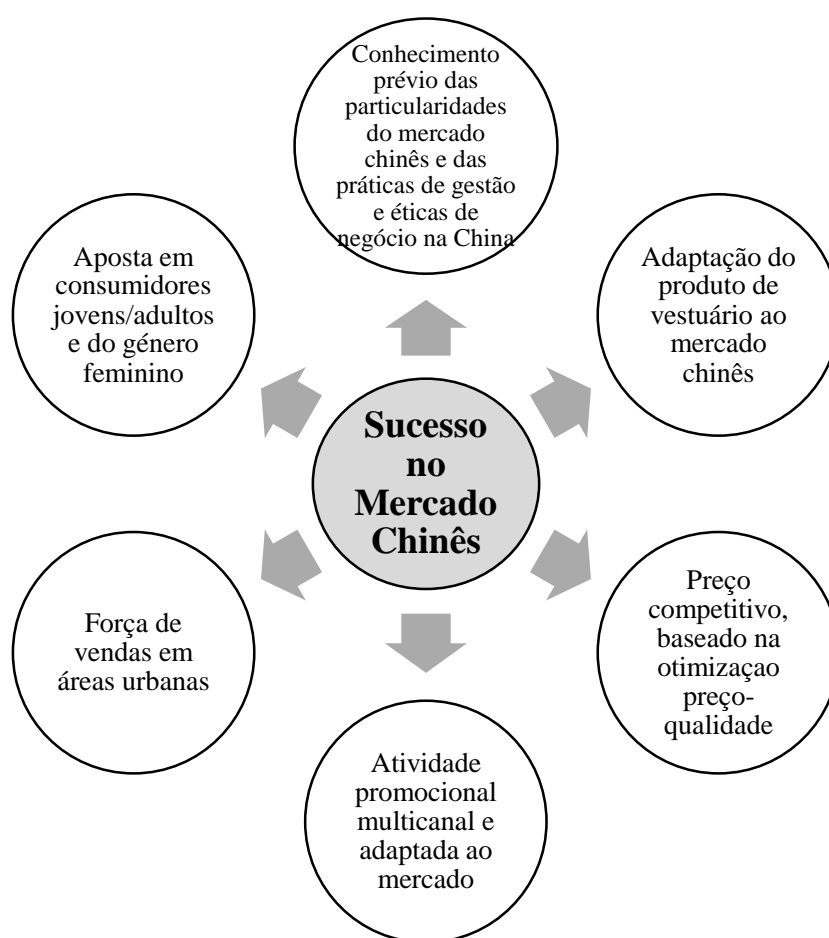 Conhecimento
prévio das
particularidades
do mercado
chinês e das
práticas de gestão
e éticas de
negócio na China
Adaptação do
produto de
vestuário ao
mercado
chinês
Preço
competitivo,
baseado na
otimizaçao
preço-
qualidade
Atividade
promocional
multicanal e
adaptada ao
mercado
Força de
vendas em
áreas urbanas
Aposta em
consumidores
jovens/adultos
e do género
feminino
Sucesso
no
Mercado
Chinês